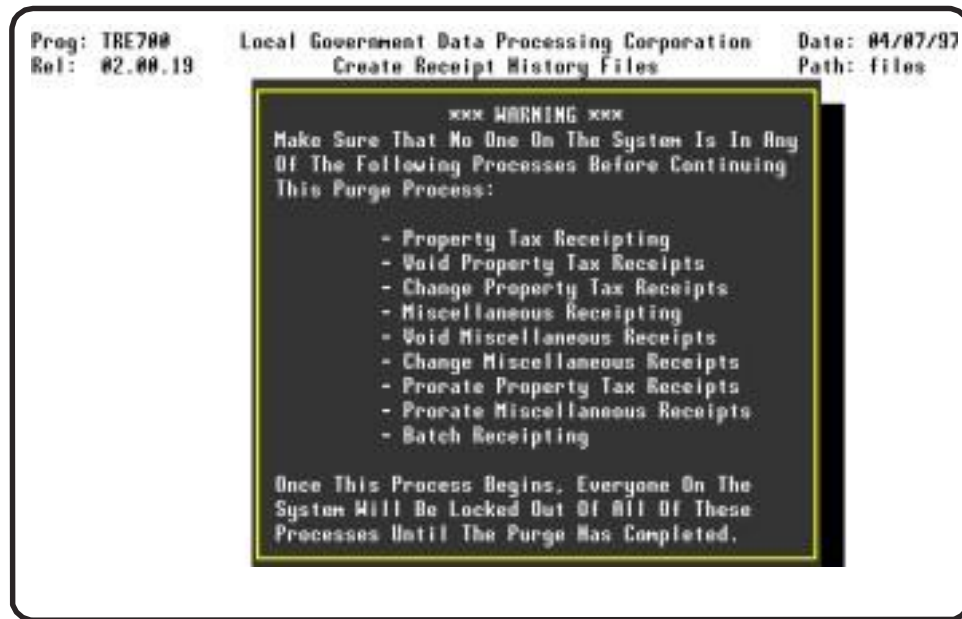 Prog: TRE700 Local Government Data Processing Corporation Date: 04/07/97
Rel: 02.00.19 Create Receipt History Files Path: files
*** WARNING ***
Make Sure That No One On The System Is In Any
Of The Following Processes Before Continuing
This Purge Process:
- Property Tax Receipting
- Void Property Tax Receipts
- Change Property Tax Receipts
- Miscellaneous Receipting
- Void Miscellaneous Receipts
- Change Miscellaneous Receipts
- Prorate Property Tax Receipts
- Prorate Miscellaneous Receipts
- Batch Receipting
Once This Process Begins, Everyone On The
System Will Be Locked Out Of All Of These
Processes Until The Purge Has Completed.